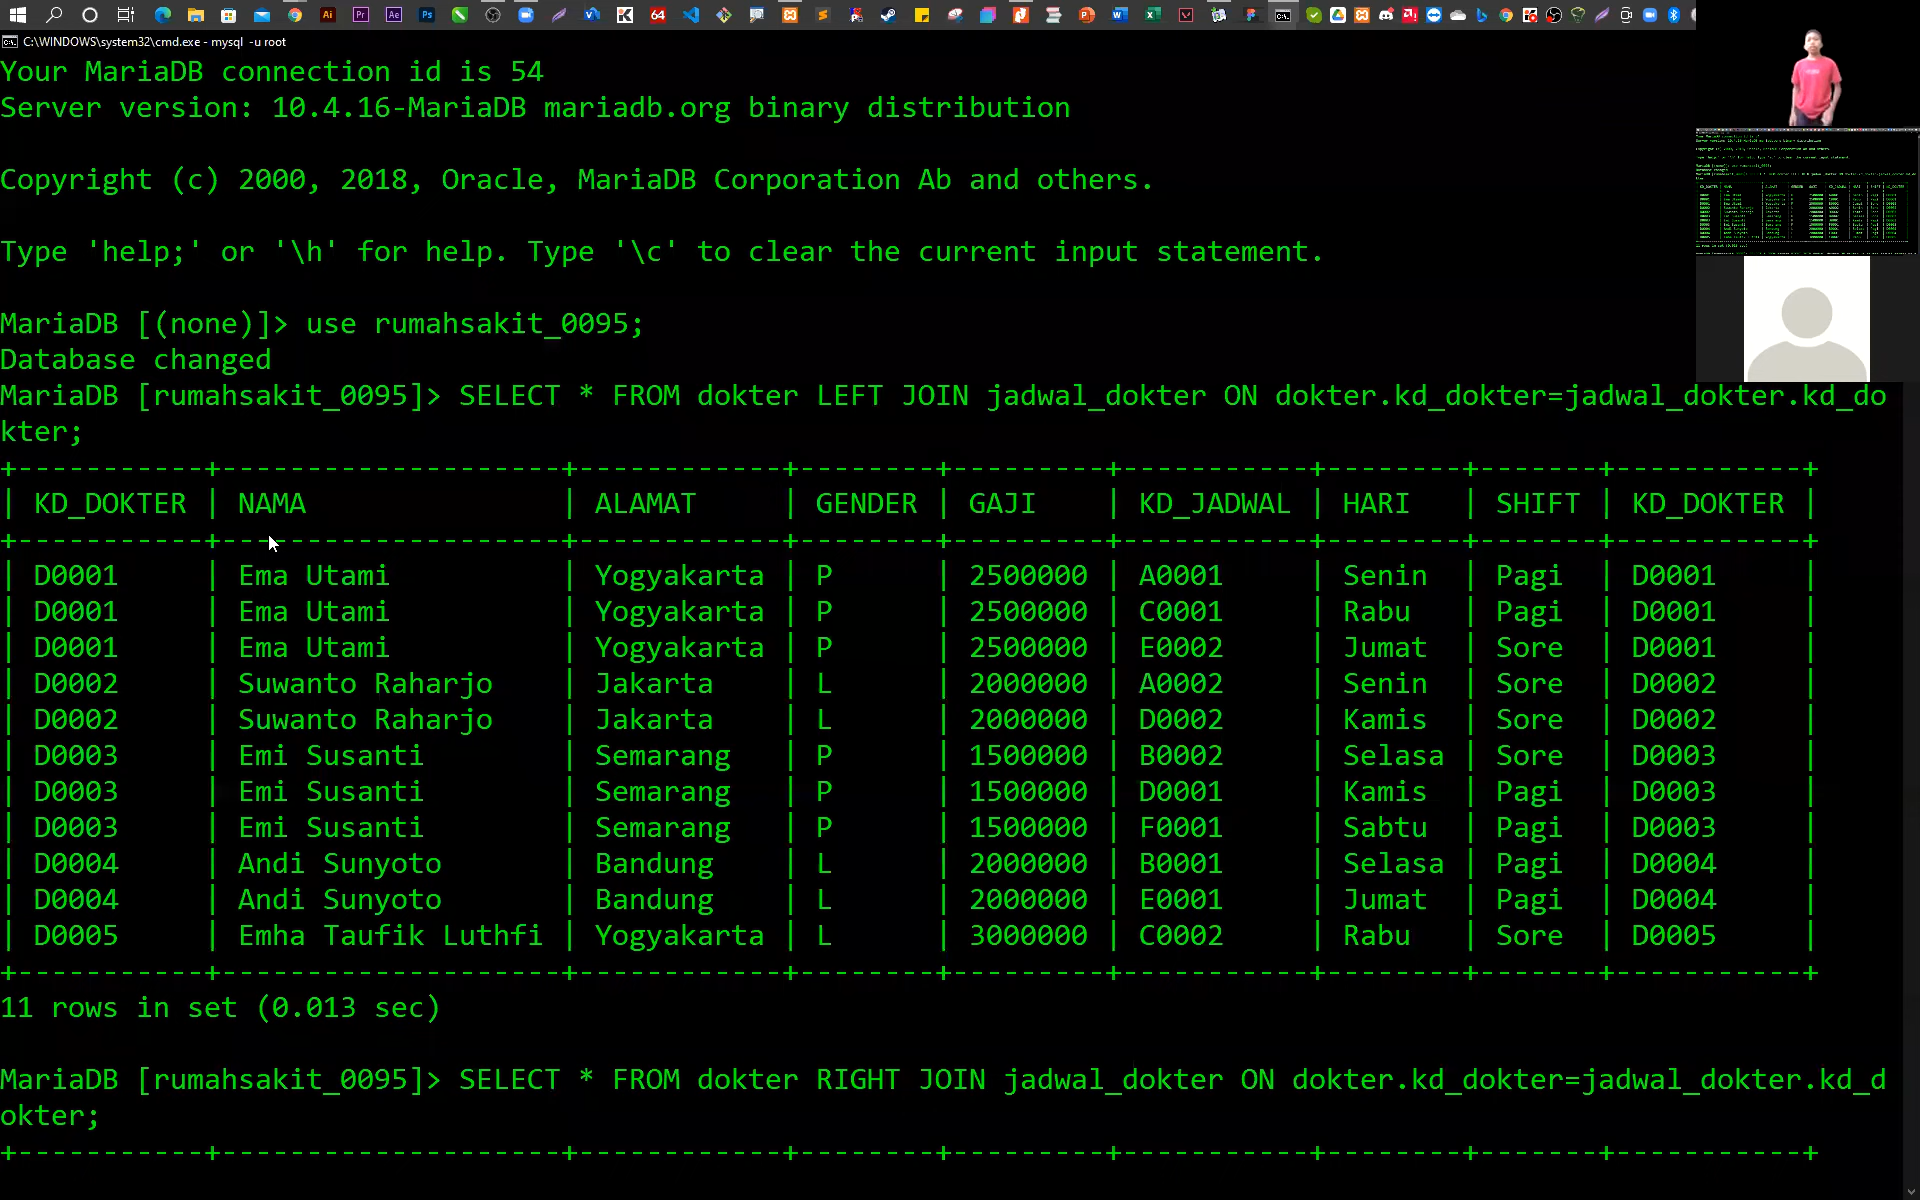 C:\WINDOWS\system32\cmd.exe - mysql  -u root
Your MariaDB connection id is 54
Server version: 10.4.16-MariaDB mariadb.org binary distribution
Copyright (c) 2000, 2018, Oracle, MariaDB Corporation Ab and others.
Type 'help;' or '\h' for help. Type '\c' to clear the current input statement.
MariaDB [(none)]> use rumahsakit_0095;
Database changed
MariaDB [rumahsakit_0095]> SELECT * FROM dokter LEFT JOIN jadwal_dokter ON dokter.kd_dokter=jadwal_dokter.kd_do
kter;
+-----------+--------------------+------------+--------+---------+-----------+--------+-------+-----------+
| KD_DOKTER | NAMA               | ALAMAT     | GENDER | GAJI    | KD_JADWAL | HARI   | SHIFT | KD_DOKTER |
+-----------+--------------------+------------+--------+---------+-----------+--------+-------+-----------+
| D0001     | Ema Utami          | Yogyakarta | P      | 2500000 | A0001     | Senin  | Pagi  | D0001     |
| D0001     | Ema Utami          | Yogyakarta | P      | 2500000 | C0001     | Rabu   | Pagi  | D0001     |
| D0001     | Ema Utami          | Yogyakarta | P      | 2500000 | E0002     | Jumat  | Sore  | D0001     |
| D0002     | Suwanto Raharjo    | Jakarta    | L      | 2000000 | A0002     | Senin  | Sore  | D0002     |
| D0002     | Suwanto Raharjo    | Jakarta    | L      | 2000000 | D0002     | Kamis  | Sore  | D0002     |
| D0003     | Emi Susanti        | Semarang   | P      | 1500000 | B0002     | Selasa | Sore  | D0003     |
| D0003     | Emi Susanti        | Semarang   | P      | 1500000 | D0001     | Kamis  | Pagi  | D0003     |
| D0003     | Emi Susanti        | Semarang   | P      | 1500000 | F0001     | Sabtu  | Pagi  | D0003     |
| D0004     | Andi Sunyoto       | Bandung    | L      | 2000000 | B0001     | Selasa | Pagi  | D0004     |
| D0004     | Andi Sunyoto       | Bandung    | L      | 2000000 | E0001     | Jumat  | Pagi  | D0004     |
| D0005     | Emha Taufik Luthfi | Yogyakarta | L      | 3000000 | C0002     | Rabu   | Sore  | D0005     |
+-----------+--------------------+------------+--------+---------+-----------+--------+-------+-----------+
11 rows in set (0.013 sec)
MariaDB [rumahsakit_0095]> SELECT * FROM dokter RIGHT JOIN jadwal_dokter ON dokter.kd_dokter=jadwal_dokter.kd_d
okter;
+-----------+--------------------+------------+--------+---------+-----------+--------+-------+-----------+